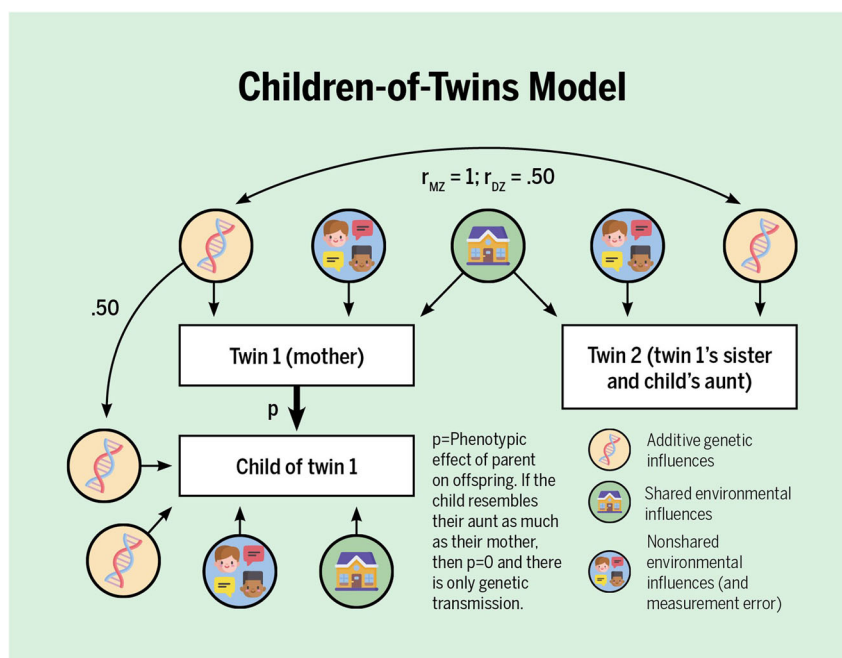 Children-of-Twins Model
rMZ = 1; rDZ = .50
.50
Twin 1 (mother)
Twin 2 (twin 1's sister
and child's aunt)
p
Child of twin 1
p=Phenotypic
effect of parent
on offspring. If the
child resembles
their aunt as much
as their mother,
then p=0 and there
is only genetic
transmission.
Additive genetic
influences
Shared environmental
influences
Nonshared
environmental
influences (and
measurement error)